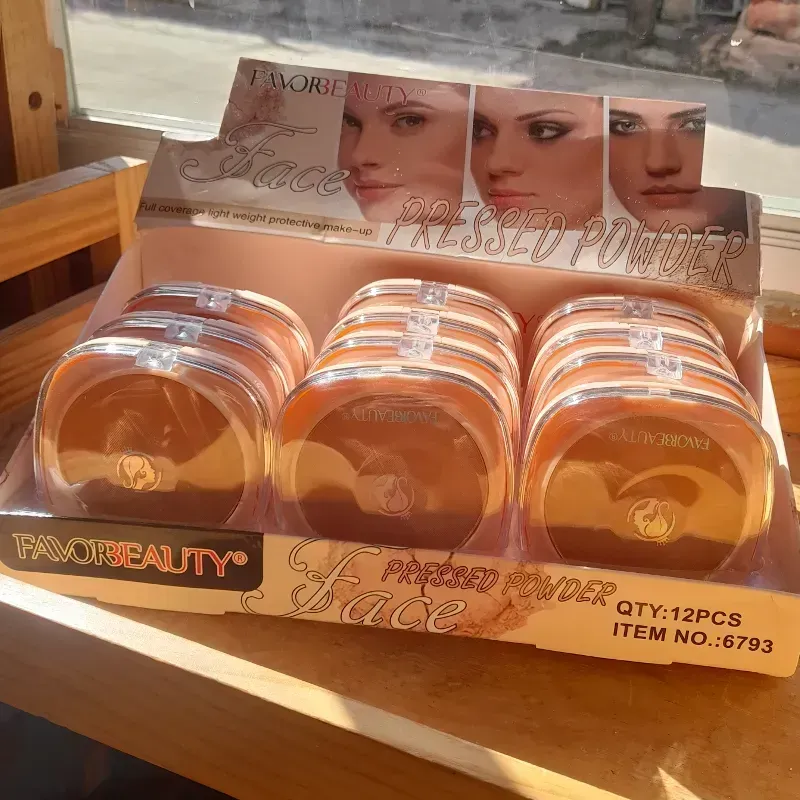 FAVORBEAUTY®
Face
Full coverage light weight protective make-up
PRESSED POWDER
FAVORBEAUTY®
FAVORBEAUTY®
FAVORBEAUTY®
Face
PRESSED POWDER
QTY:12PCS
ITEM NO.:6793